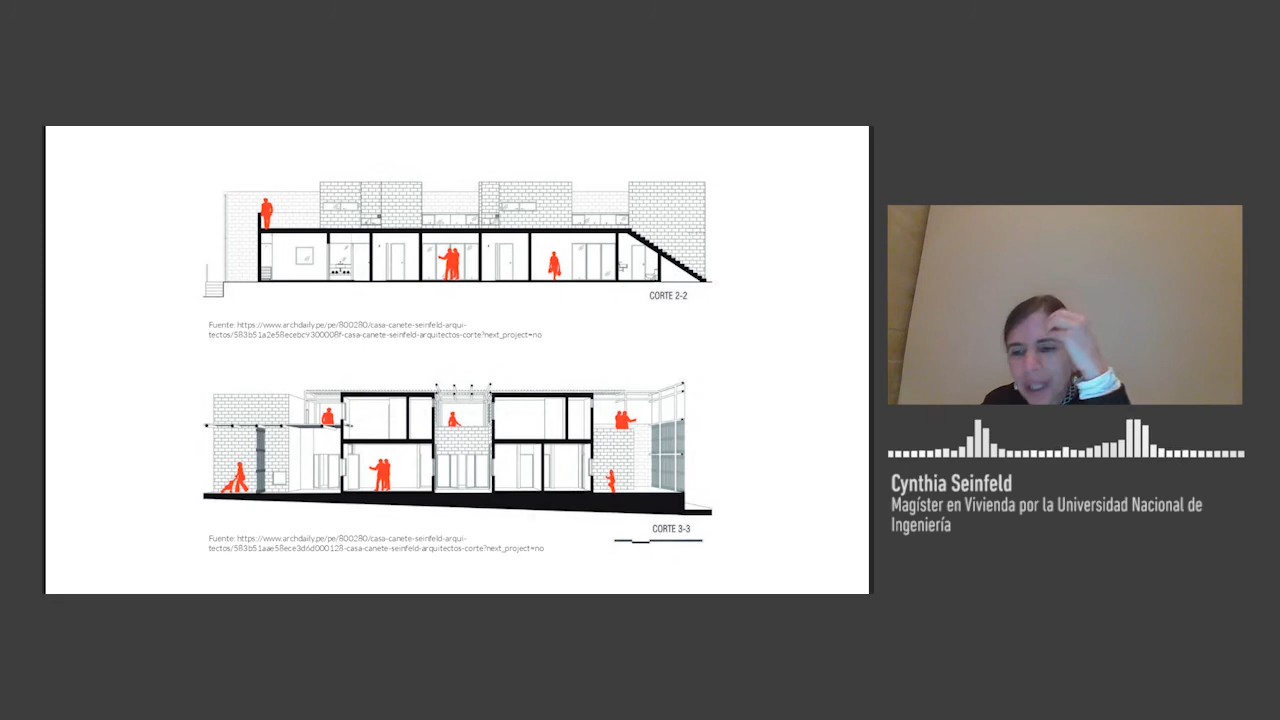 CORTE 2-2
Fuente: https://www.archdaily.pe/pe/800280/casa-canete-seinfeld-arqui-
tectos/583b51a2e58ecebc9300008f-casa-canete-seinfeld-arquitectos-corte?next_project=no
CORTE 3-3
Fuente: https://www.archdaily.pe/pe/800280/casa-canete-seinfeld-arqui-
tectos/583b51aae58ece3d6d000128-casa-canete-seinfeld-arquitectos-corte?next_project=no
Cynthia Seinfeld
Magíster en Vivienda por la Universidad Nacional de
Ingeniería